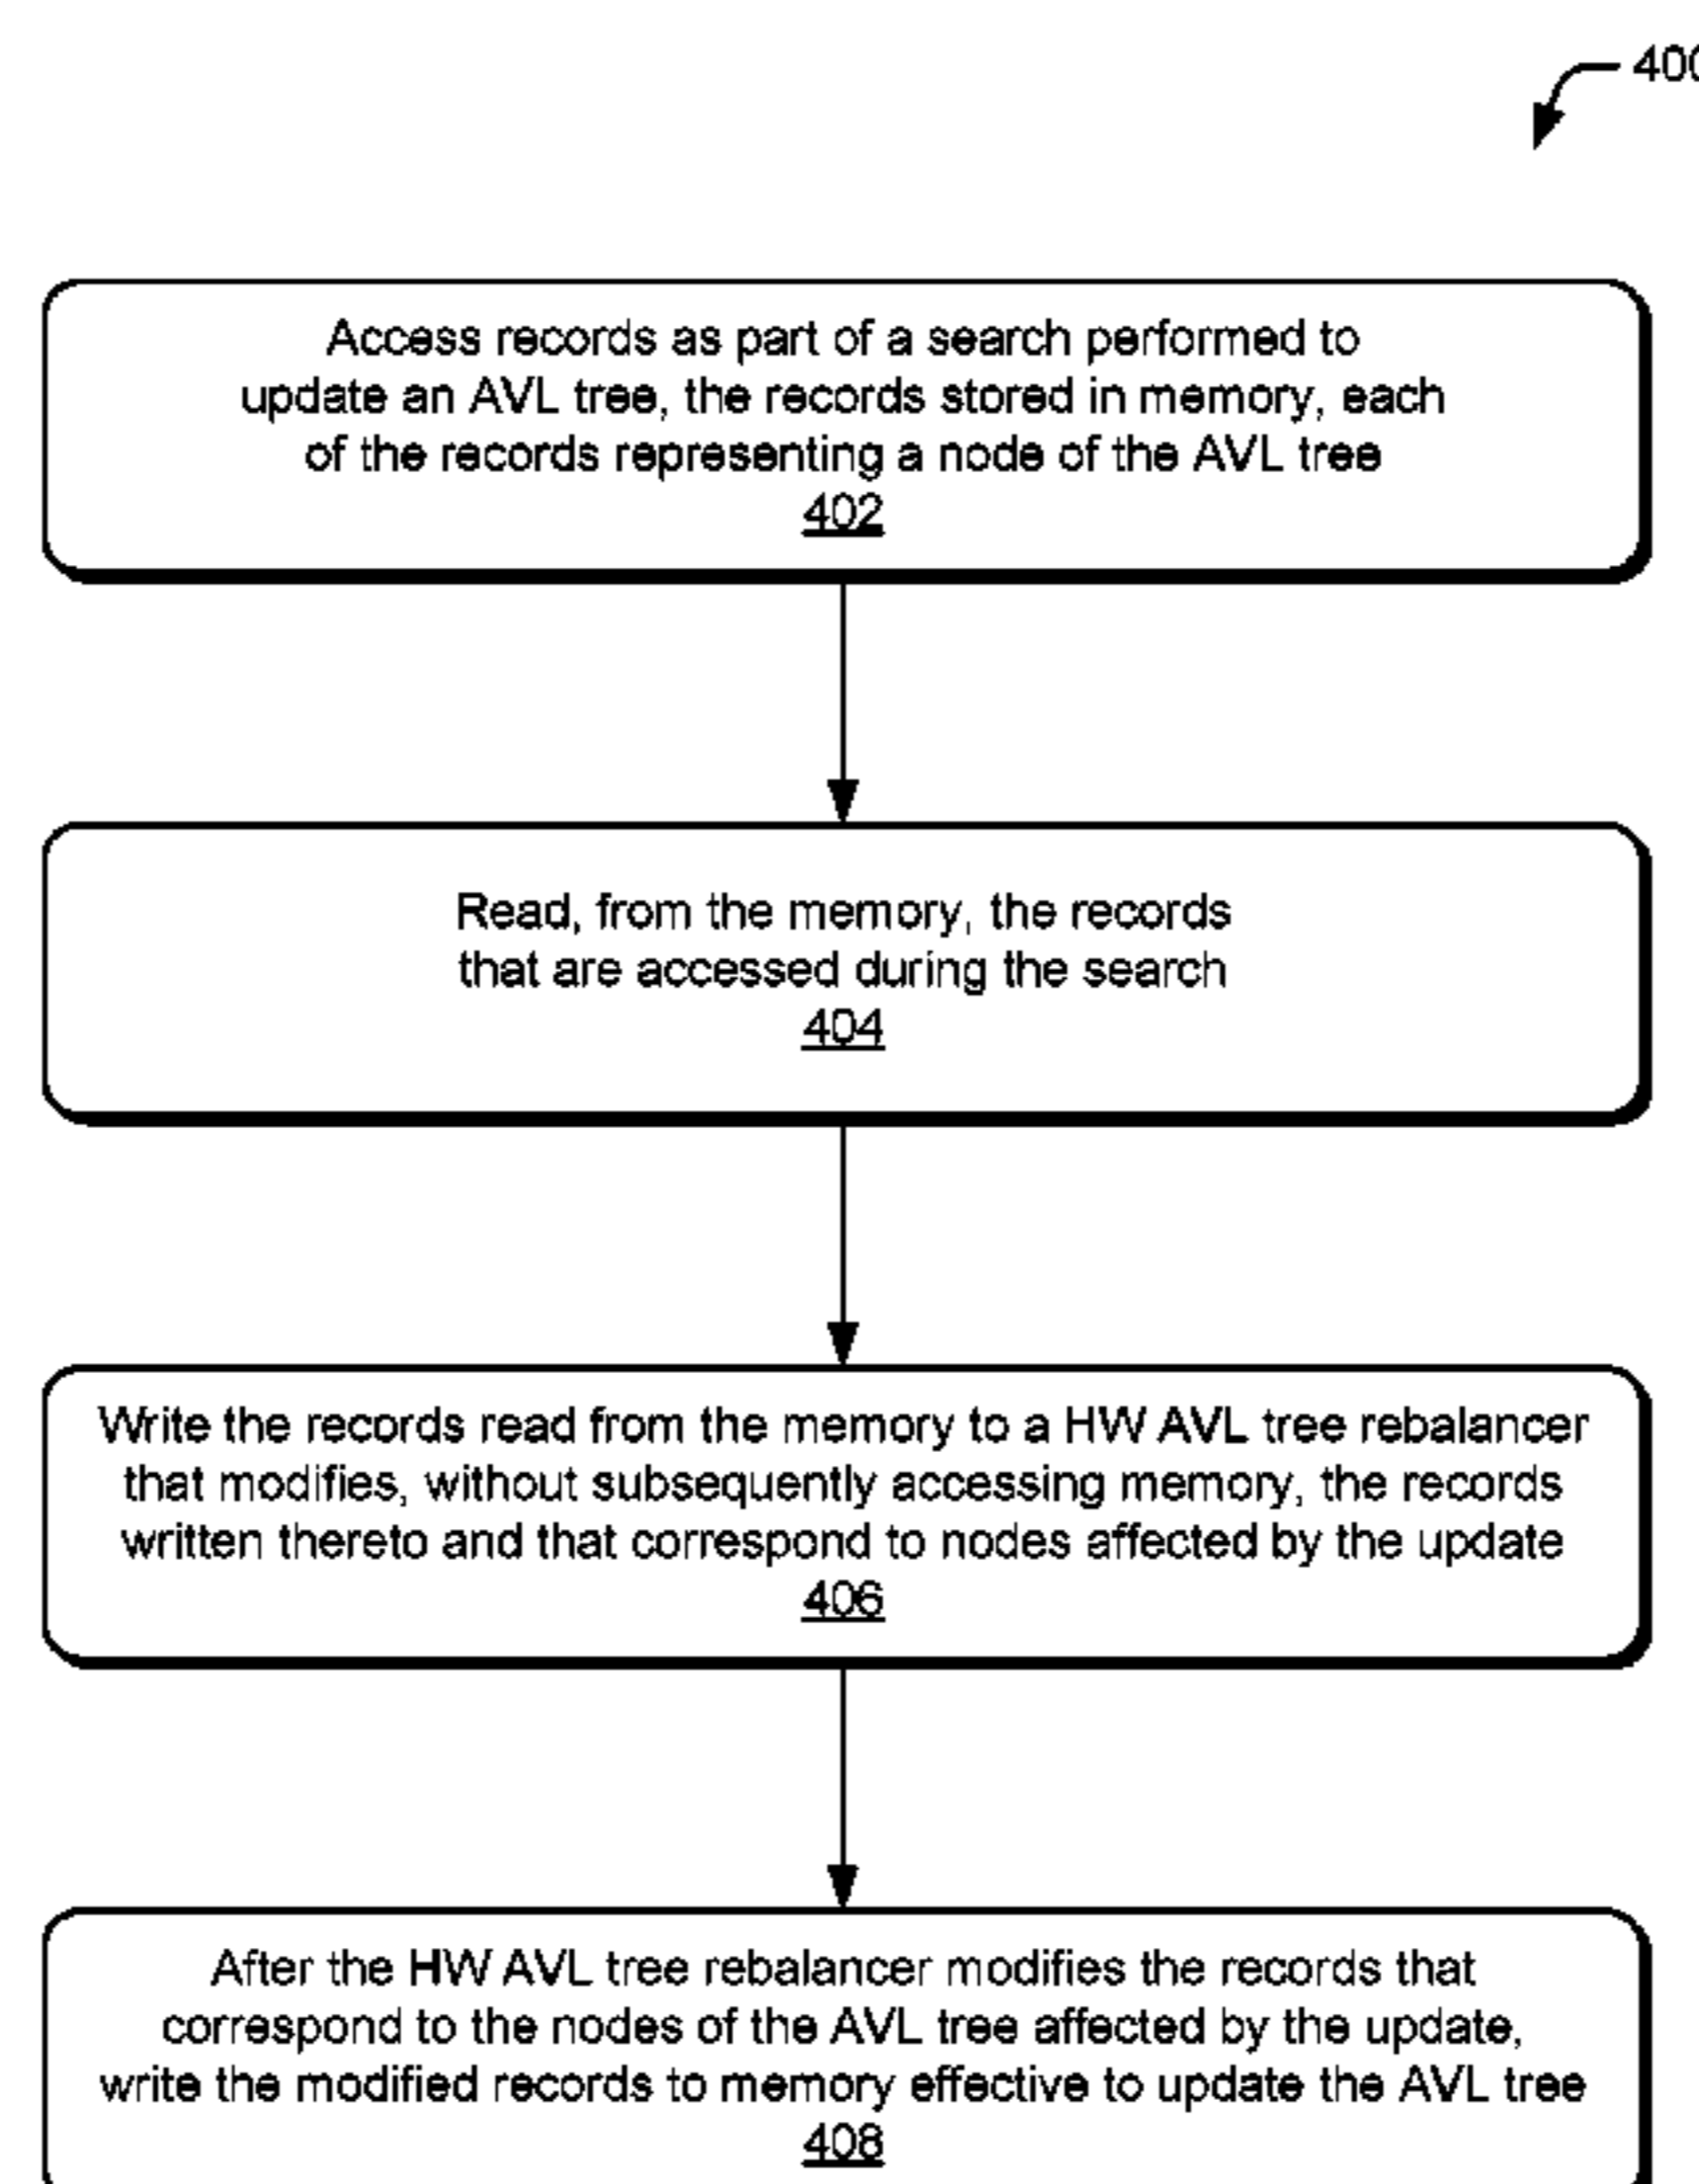 400
Access records as part of a search performed to
update an AVL tree, the records stored in memory, each
of the records representing a node of the AVL tree
402
Read, from the memory, the records
that are accessed during the search
404
Write the records read from the memory to a HW AVL tree rebalancer
that modifies, without subsequently accessing memory, the records
written thereto and that correspond to nodes affected by the update
406
After the HW AVL tree rebalancer modifies the records that
correspond to the nodes of the AVL tree affected by the update,
write the modified records to memory effective to update the AVL tree
408